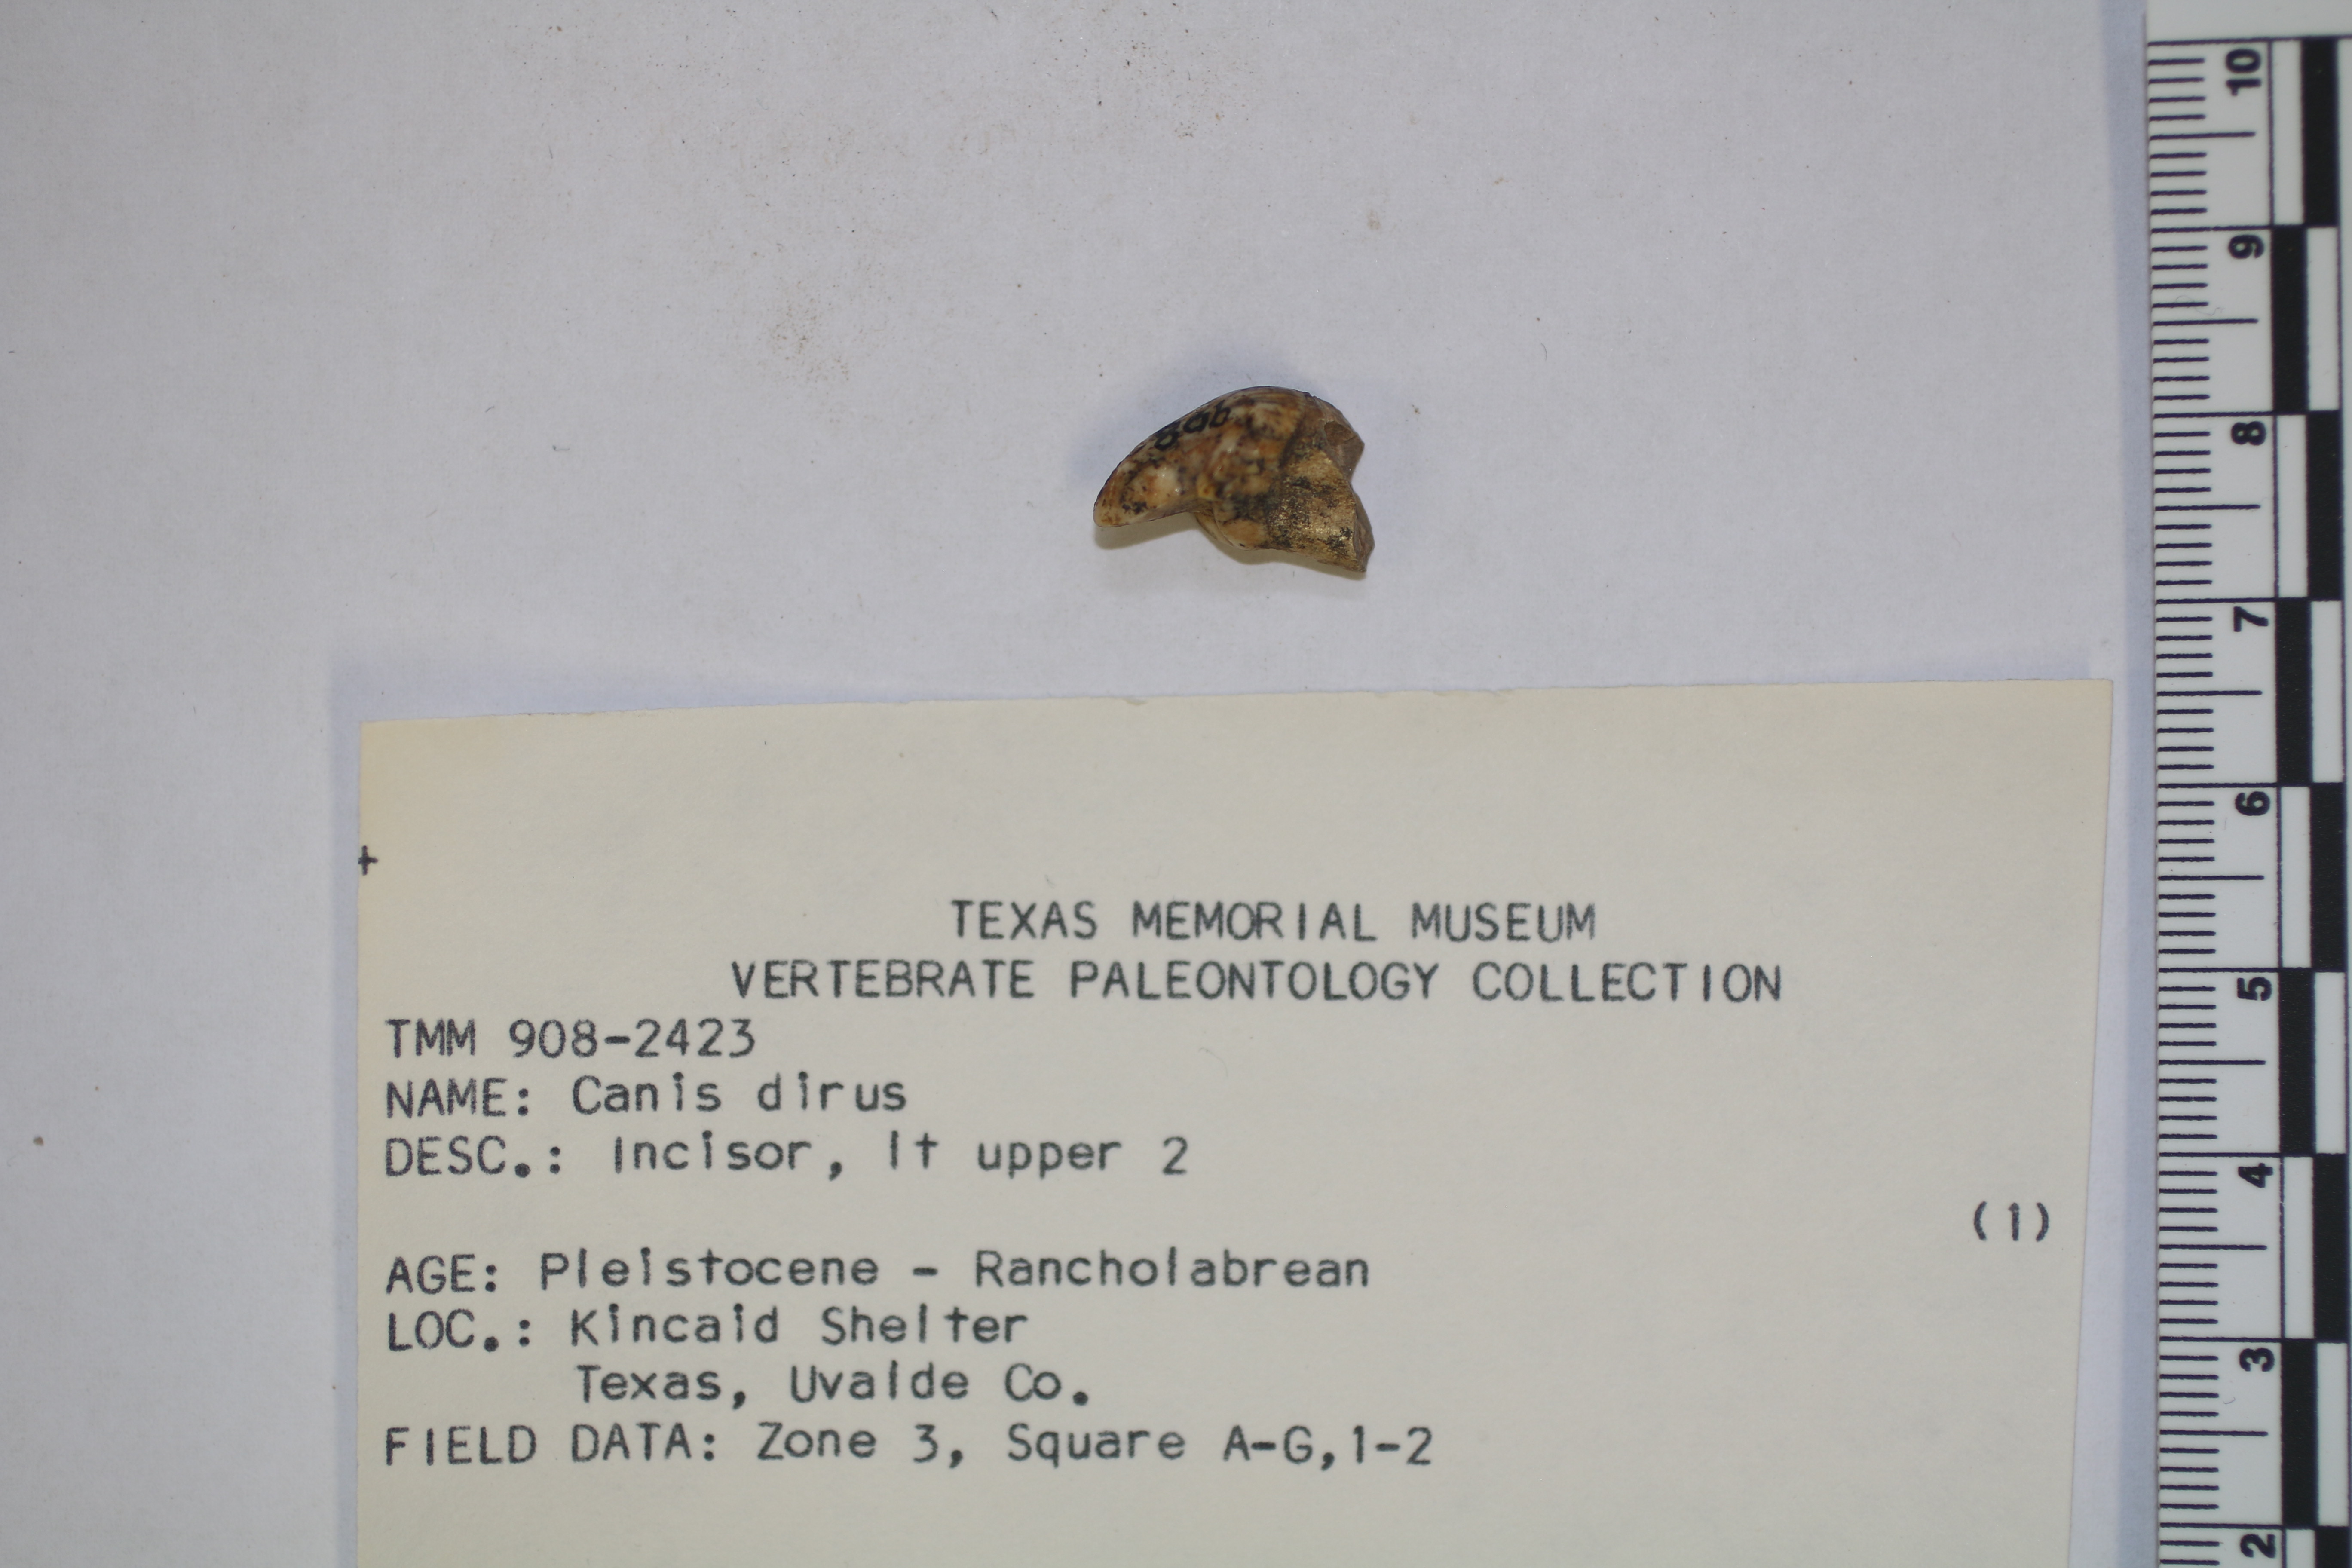 TEXAS MEMORIAL MUSEUM
VERTEBRATE PALEONTOLOGY COLLECTION
TMM 908-2423
NAME: Canis dirus
DESC.: Incisor, lt upper 2
(1)
AGE: Pleistocene - Rancholabrean
LOC.: Kincaid Shelter
Texas, Uvalde Co.
FIELD DATA: Zone 3, Square A-G,1-2
10
9
8
7
6
5
4
3
2